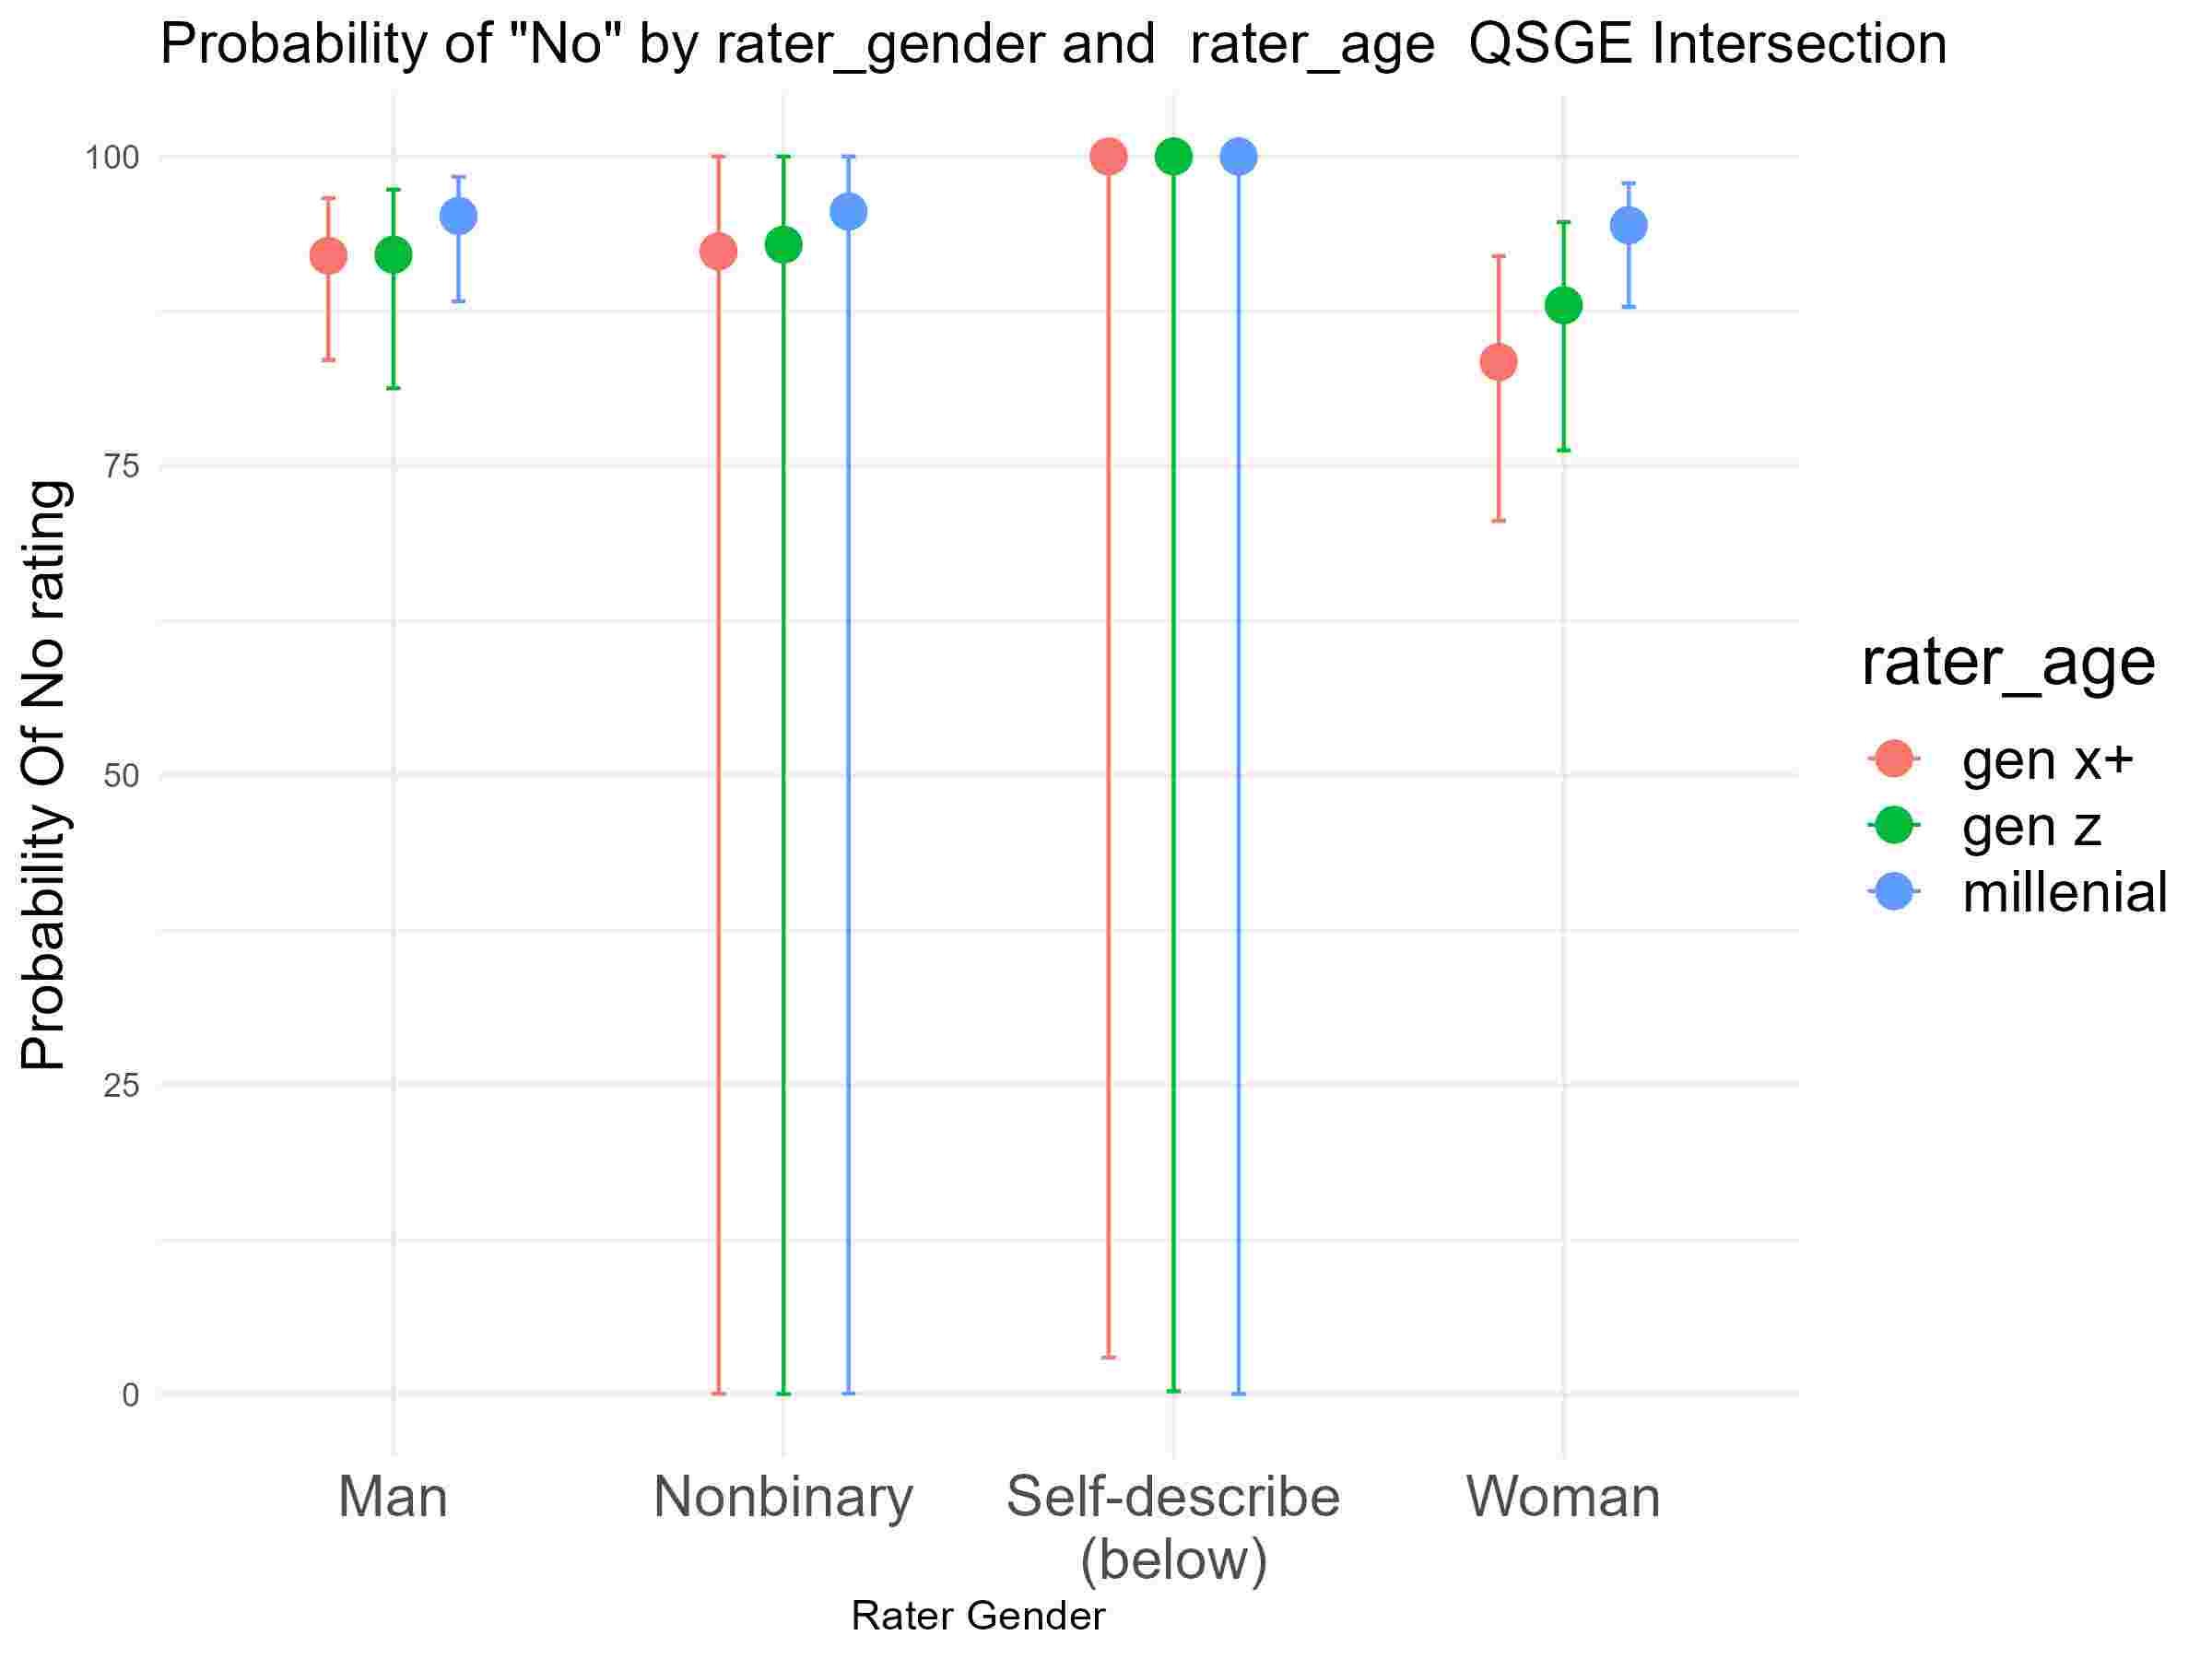 Probability of "No" by rater_gender and  rater_age  QSGE Intersection
Probability Of No rating
100
75
50
25
0
Man
Nonbinary
Self-describe
(below)
Woman
Rater Gender
rater_age
gen x+
gen z
millenial